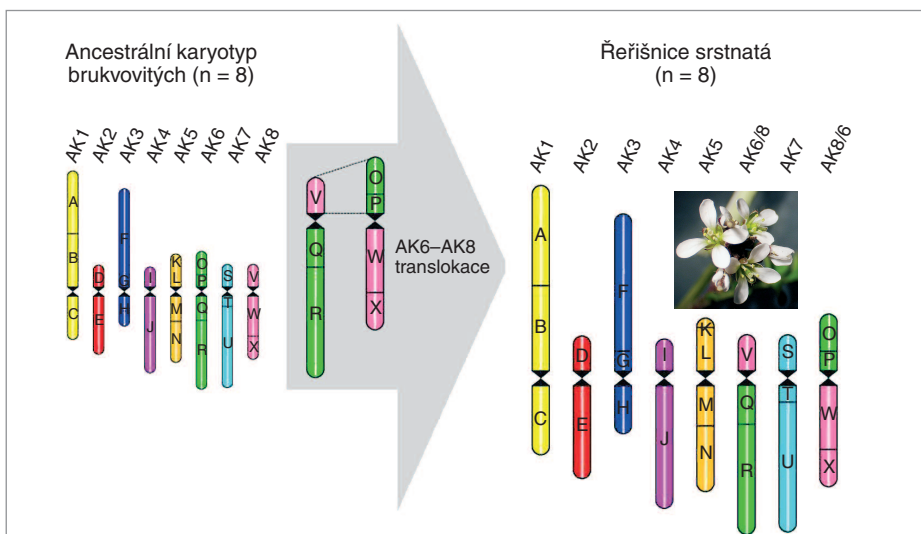 Ancestrální karyotyp
brukvovitých (n = 8)
AK1 AK2 AK3 AK4 AK5 AK6 AK7 AK8
A B C
D E
F G H
I J
K L M N
O P Q R
S T U
V W X
V Q R
O P W X
AK6–AK8
translokace
Řeřišnice srstnatá
(n = 8)
AK1 AK2 AK3 AK4 AK5 AK6/8 AK7 AK8/6
A B C
D E
F G H
I J
K L M N
V Q R
S T U
O P W X